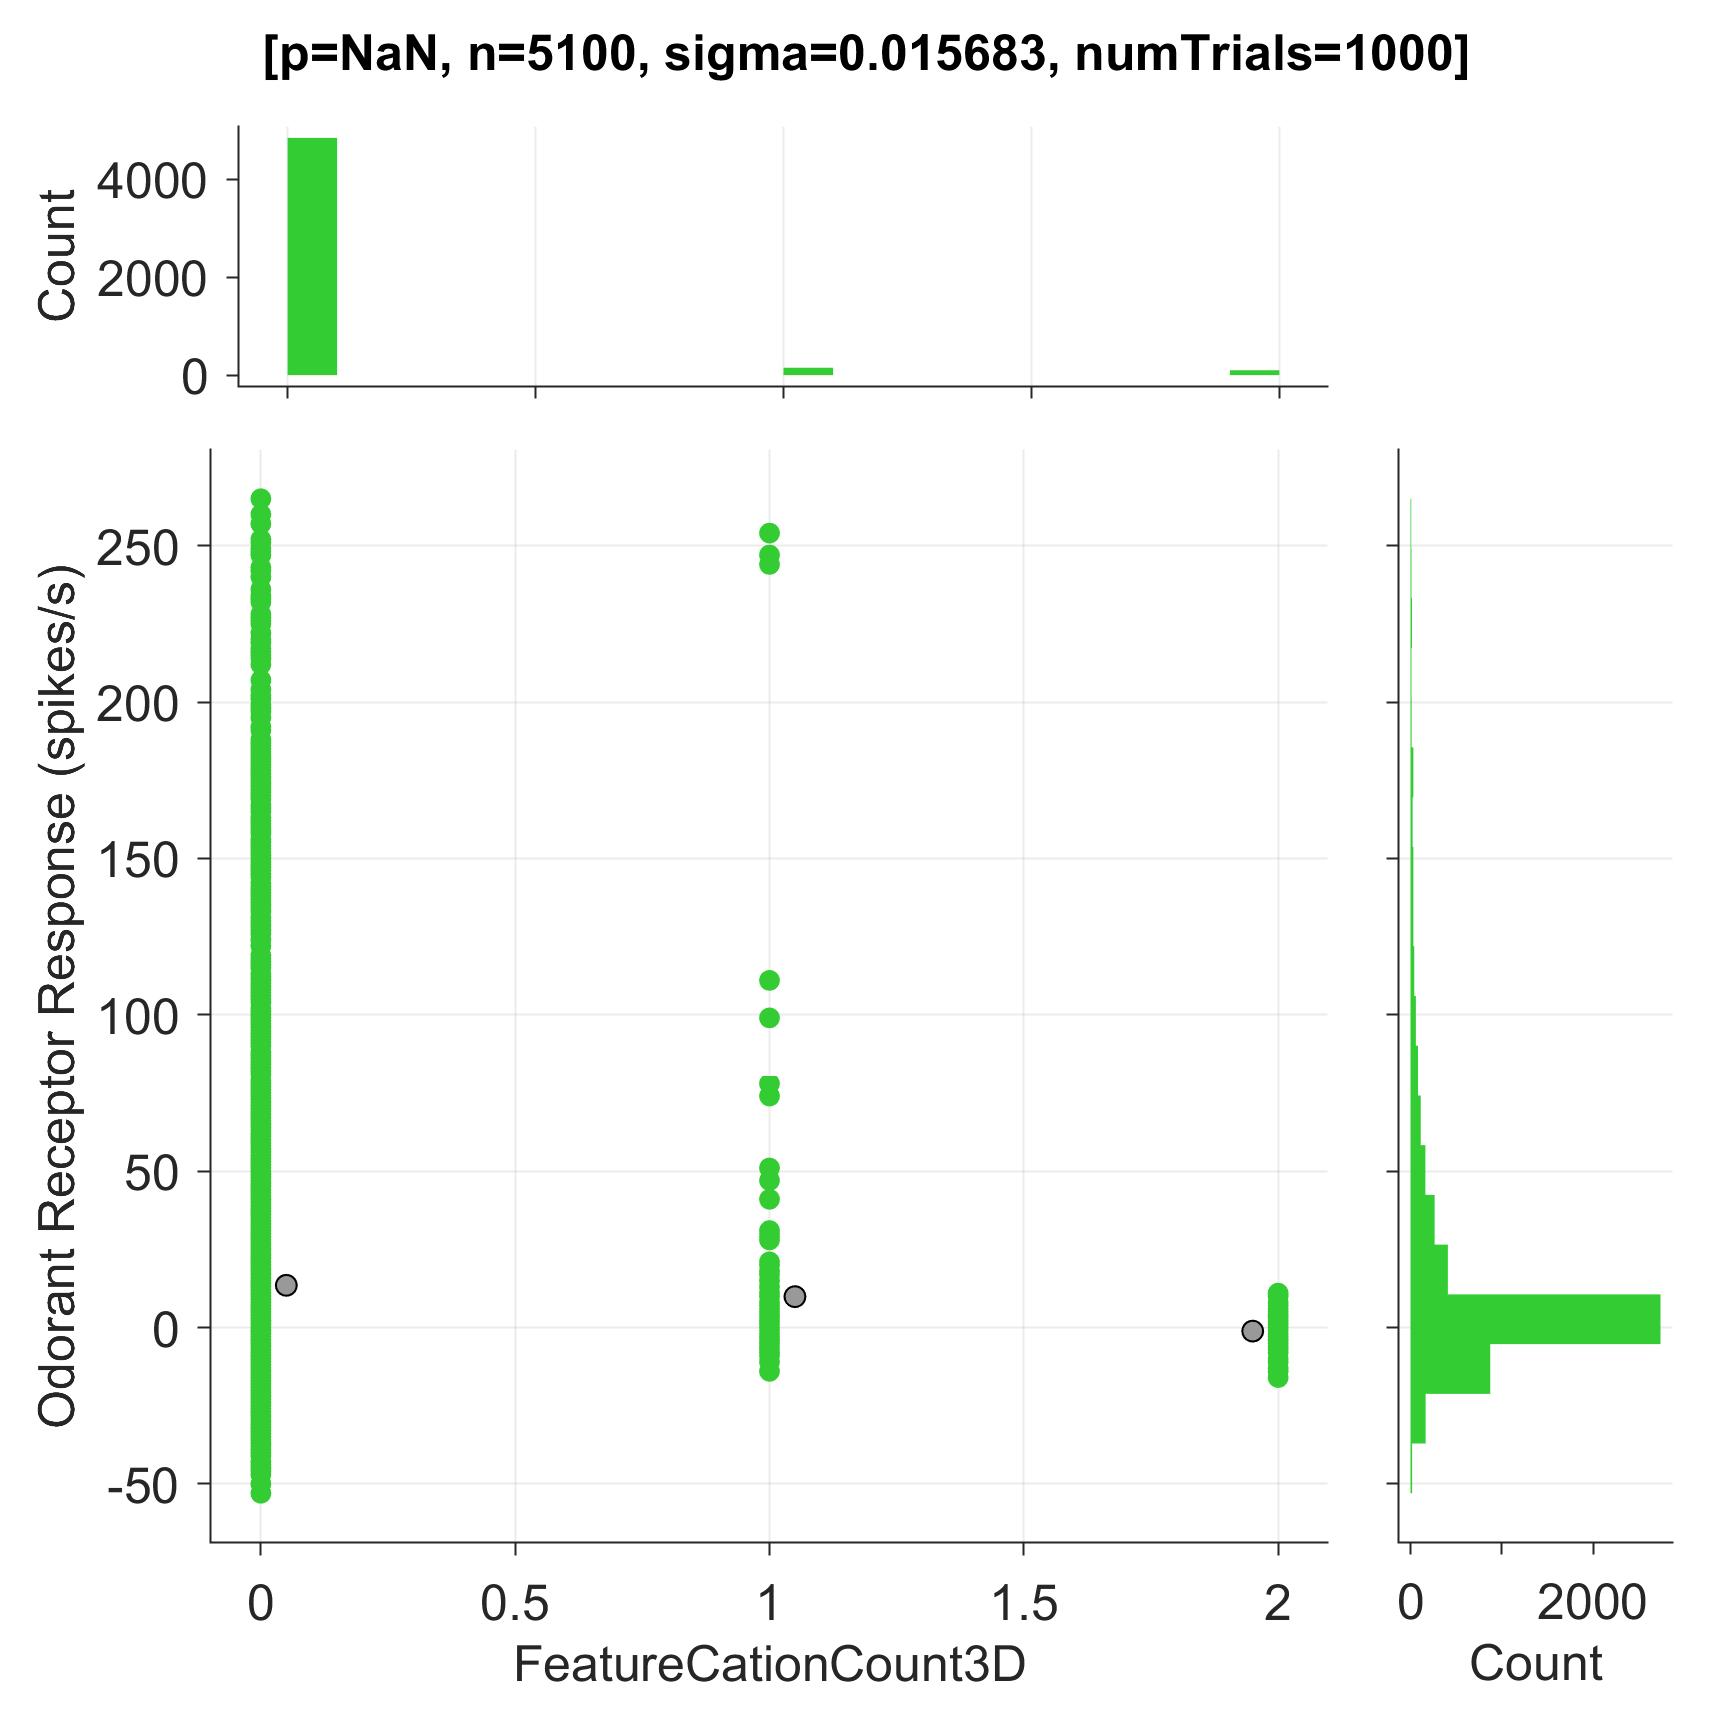 [p=NaN, n=5100, sigma=0.015683, numTrials=1000]
Count
4000
2000
0
Odorant Receptor Response (spikes/s)
250
200
150
100
50
0
-50
0 0.5 1 1.5 2
FeatureCationCount3D
0 2000
Count